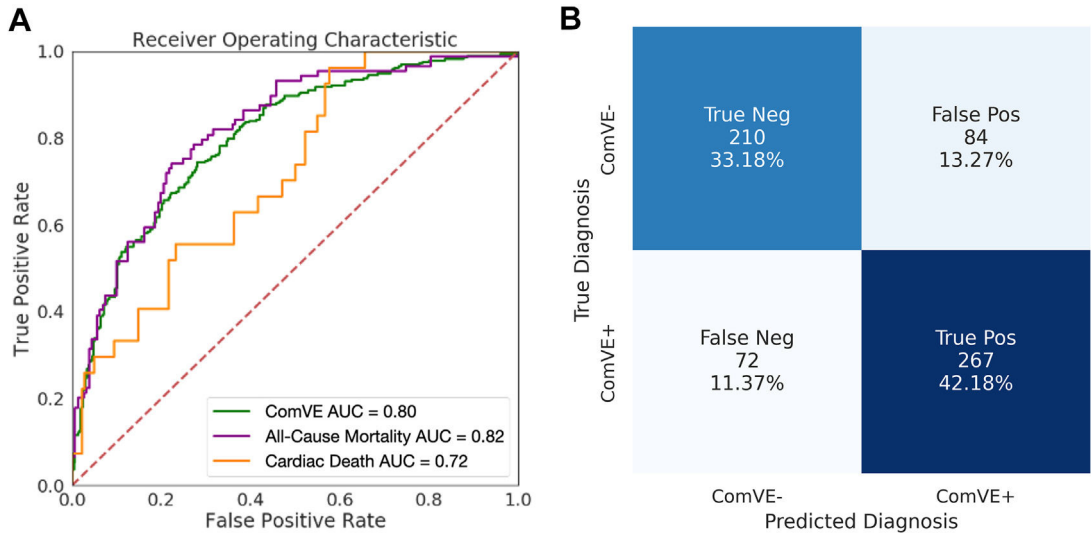 A
Receiver Operating Characteristic
1.0
0.8
0.6
0.4
0.2
0.0
True Positive Rate
0.0
0.2
0.4
0.6
0.8
1.0
False Positive Rate
ComVE AUC = 0.80
All-Cause Mortality AUC = 0.82
Cardiac Death AUC = 0.72
B
True Diagnosis
ComVE-
ComVE+
True Neg
210
33.18%
False Pos
84
13.27%
False Neg
72
11.37%
True Pos
267
42.18%
ComVE-
ComVE+
Predicted Diagnosis